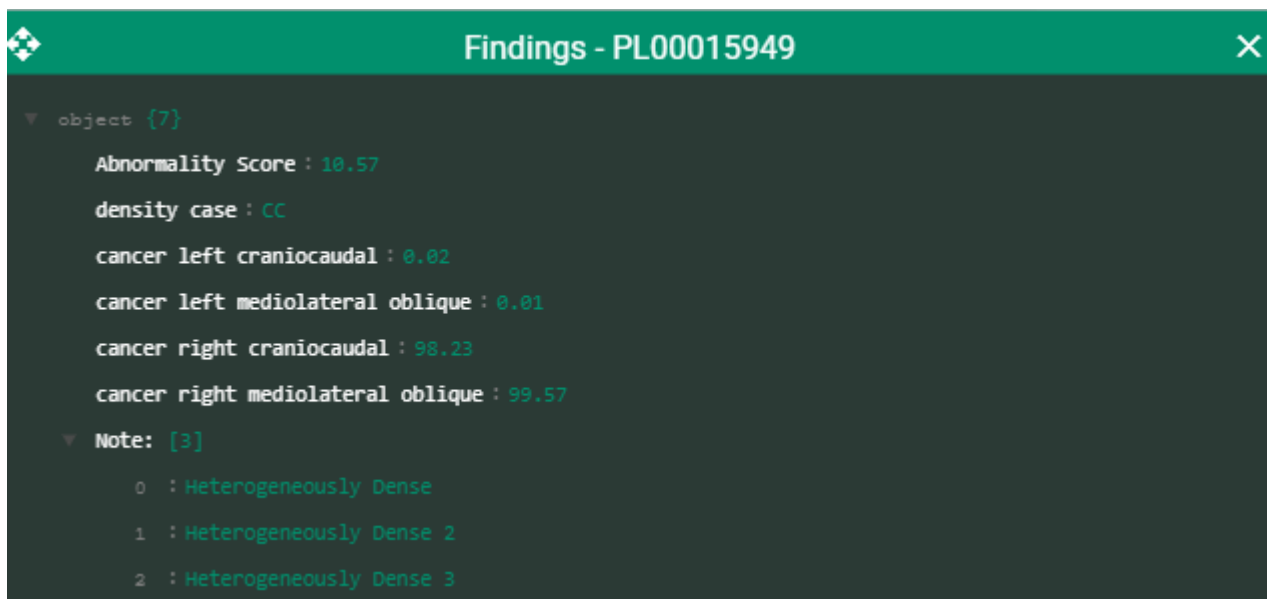 Findings - PL00015949
object {7}
Abnormality Score : 10.57
density case : CC
cancer left craniocaudal : 0.02
cancer left mediolateral oblique : 0.01
cancer right craniocaudal : 98.23
cancer right mediolateral oblique : 99.57
Note: [3]
0 : Heterogeneously Dense
1 : Heterogeneously Dense 2
2 : Heterogeneously Dense 3